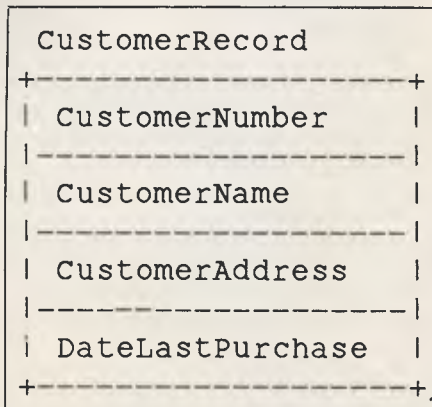 CustomerRecord
+-------------------+
| CustomerNumber |
|-------------------|
| CustomerName |
|-------------------|
| CustomerAddress |
|-------------------|
| DateLastPurchase |
+-------------------+.